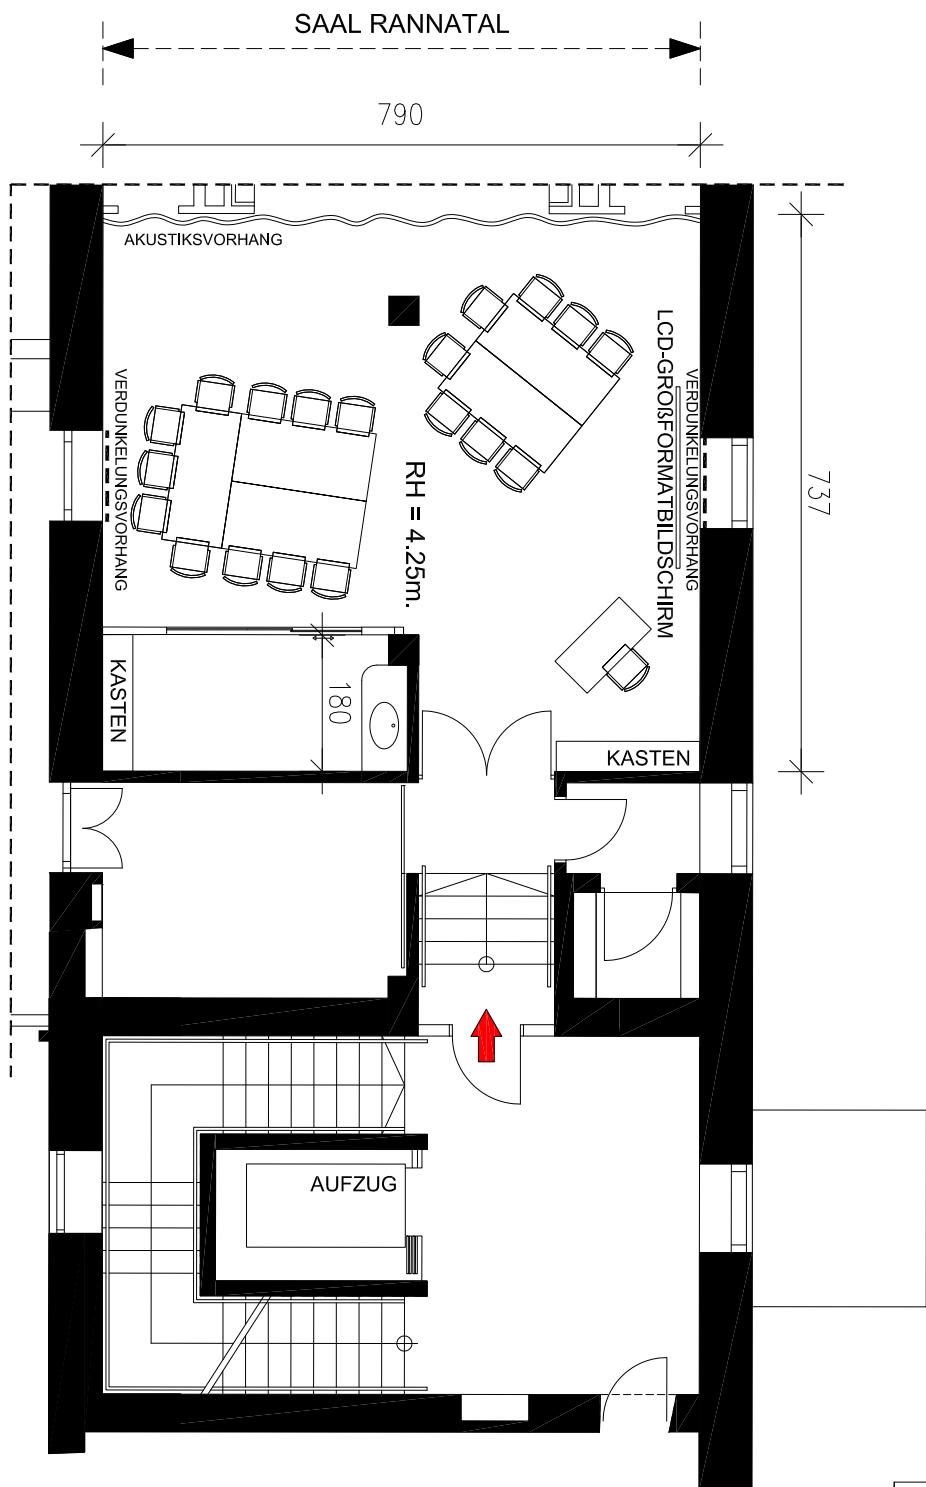 SAAL RANNATAL
790
AKUSTIKSVORHANG
LCD-GROßFORMATBILDSCHIRM
VERDUNKELUNGSVORHANG
VERDUNKELUNGSVORHANG
RH = 4.25m.
737
KASTEN
180
KASTEN
AUFZUG